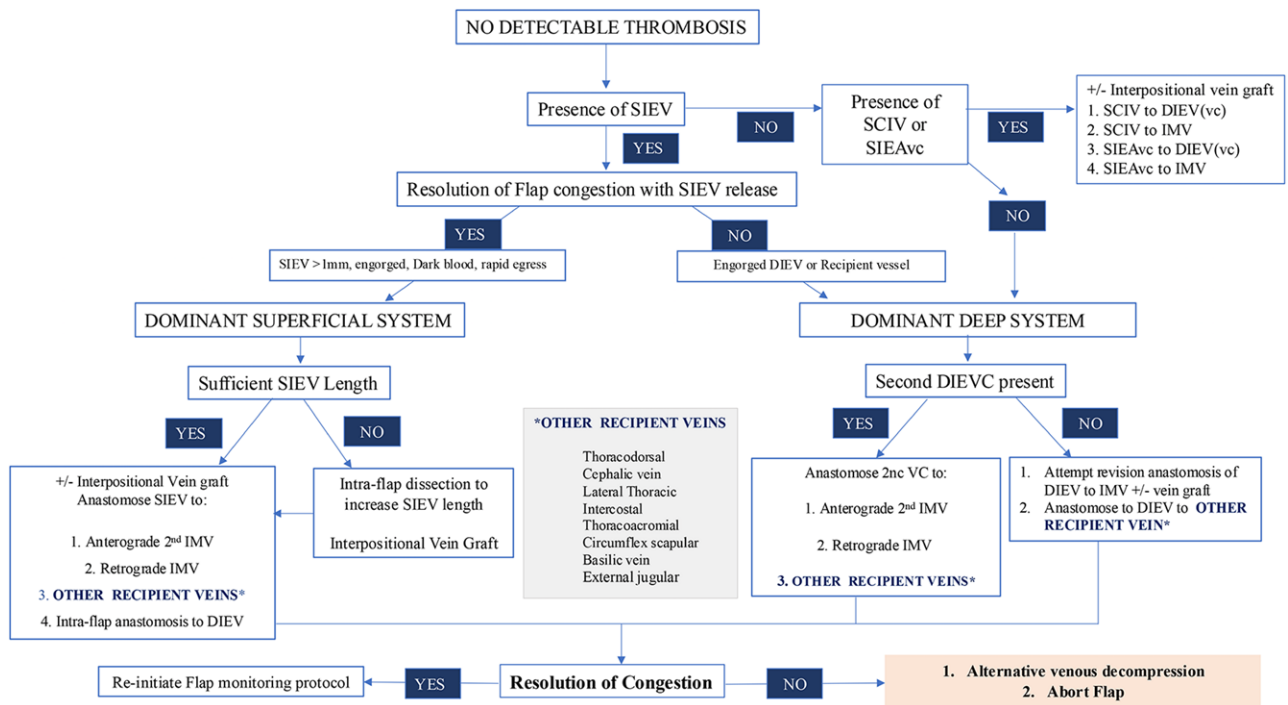 NO DETECTABLE THROMBOSIS
Presence of SIEV
NO
Presence of
SCIV or
SIEAvc
YES
+/- Interpositional vein graft
1. SCIV to DIEV(vc)
2. SCIV to IMV
3. SIEAvc to DIEV(vc)
4. SIEAvc to IMV
YES
NO
Resolution of Flap congestion with SIEV release
YES
NO
SIEV >1mm, engorged, Dark blood, rapid egress
Engorged DIEV or Recipient vessel
DOMINANT SUPERFICIAL SYSTEM
DOMINANT DEEP SYSTEM
Sufficient SIEV Length
Second DIEVC present
YES
NO
YES
NO
+/- Interpositional Vein graft
Anastomose SIEV to:
1. Anterograde 2nd IMV
2. Retrograde IMV
3. OTHER RECIPIENT VEINS*
4. Intra-flap anastomosis to DIEV
Intra-flap dissection to
increase SIEV length
Interpositional Vein Graft
*OTHER RECIPIENT VEINS
Thoracodorsal
Cephalic vein
Lateral Thoracic
Intercostal
Thoracoacromial
Circumflex scapular
Basilic vein
External jugular
Anastomose 2nc VC to:
1. Anterograde 2nd IMV
2. Retrograde IMV
3. OTHER RECIPIENT VEINS*
1. Attempt revision anastomosis of
DIEV to IMV +/- vein graft
2. Anastomose to DIEV to OTHER
RECIPIENT VEIN*
Re-initiate Flap monitoring protocol
YES
Resolution of Congestion
NO
1. Alternative venous decompression
2. Abort Flap